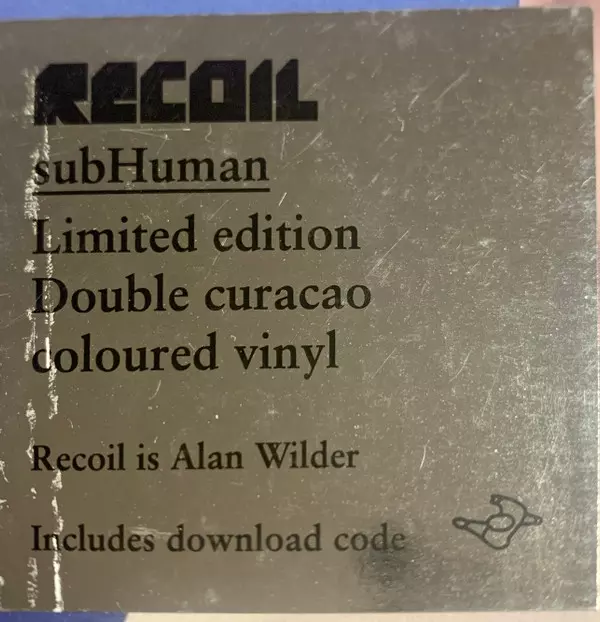 RECOIL
subHuman
Limited edition
Double curacao
coloured vinyl
Recoil is Alan Wilder
Includes download code